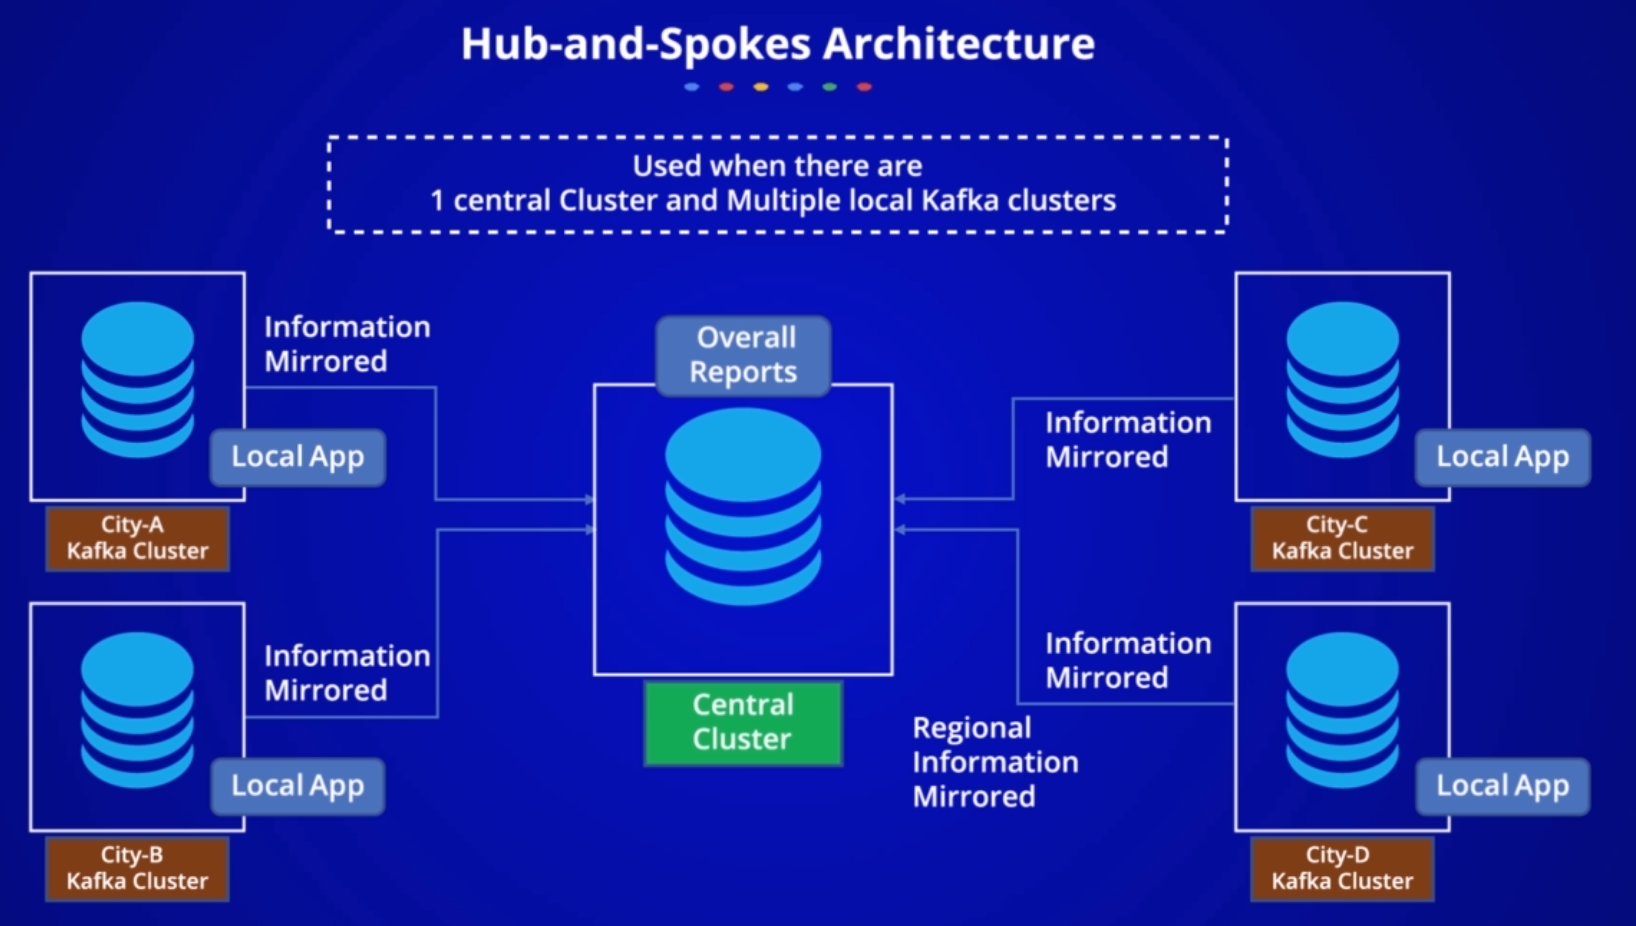 Hub-and-Spokes Architecture
Used when there are
1 central Cluster and Multiple local Kafka clusters
Information
Mirrored
Local App
City-A
Kafka Cluster
Information
Mirrored
Local App
City-B
Kafka Cluster
Overall
Reports
Central
Cluster
Information
Mirrored
Local App
City-C
Kafka Cluster
Information
Mirrored
Regional
Information
Mirrored
Local App
City-D
Kafka Cluster